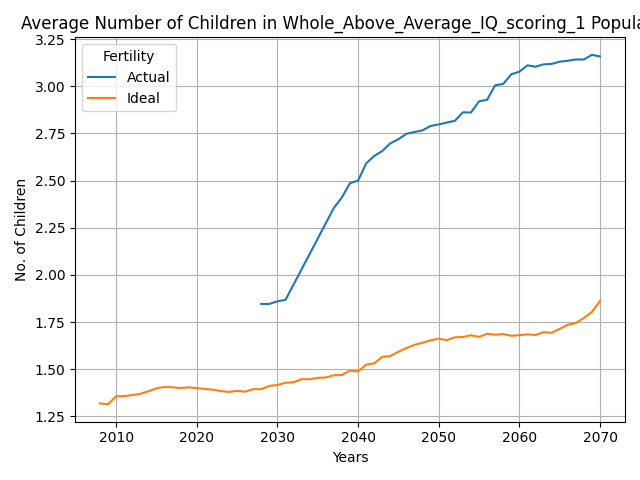 Average Number of Children in Whole_Above_Average_IQ_scoring_1 Popula
3.25
3.00
2.75
2.50
2.25
2.00
1.75
1.50
1.25
No. of Children
Fertility
Actual
Ideal
2010 2020 2030 2040 2050 2060 2070
Years